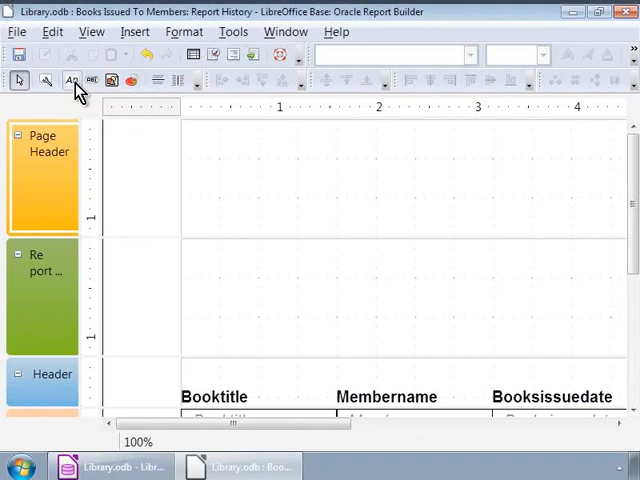 Library.odb : Books Issued To Members: Report History - LibreOffice Base: Oracle Report Builder
File Edit View Insert Format Tools Window Help
1 2 3 4
Page
Header
1
Re
port ...
1
Header
Booktitle Membername Booksissuedate
100%
Library.odb - Libr... Library.odb : Boo...